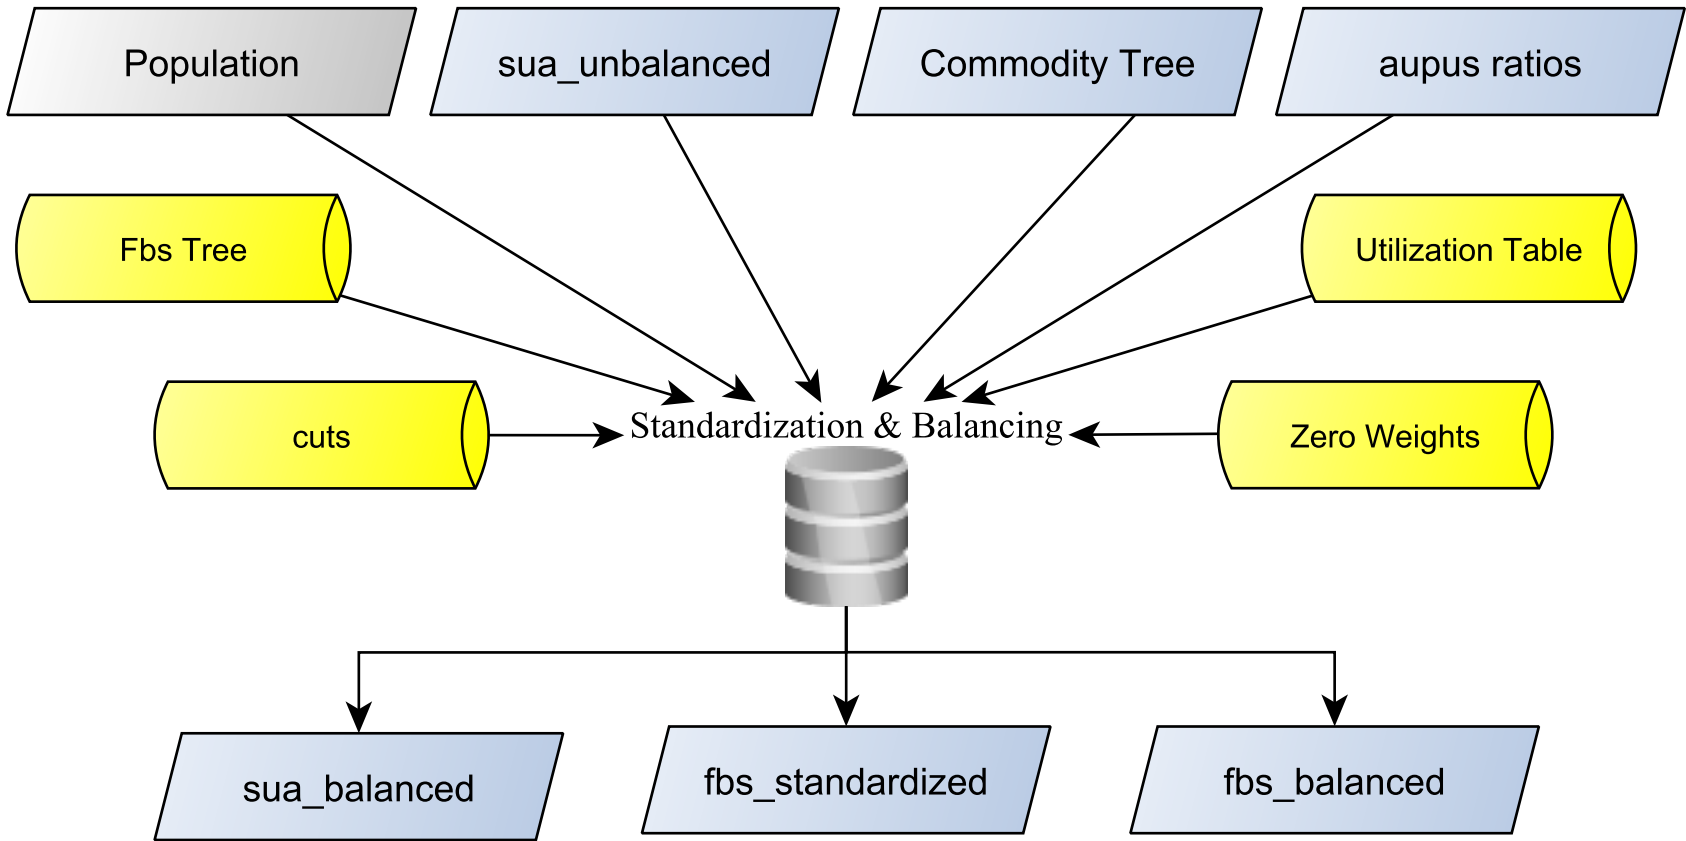 Population
sua_unbalanced
Commodity Tree
aupus ratios
Fbs Tree
Utilization Table
cuts
Standardization & Balancing
Zero Weights
sua_balanced
fbs_standardized
fbs_balanced